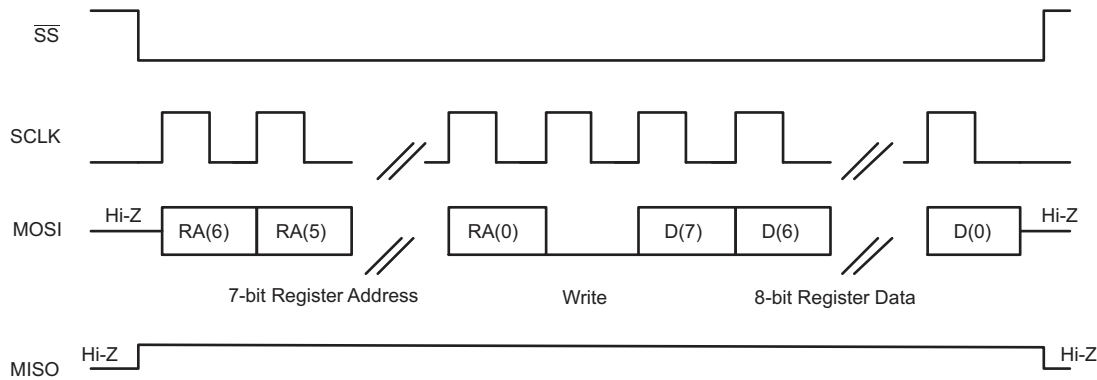 SS
SCLK
MOSI Hi-Z RA(6) RA(5) RA(0) D(7) D(6) D(0) Hi-Z
7-bit Register Address Write 8-bit Register Data
MISO Hi-Z Hi-Z